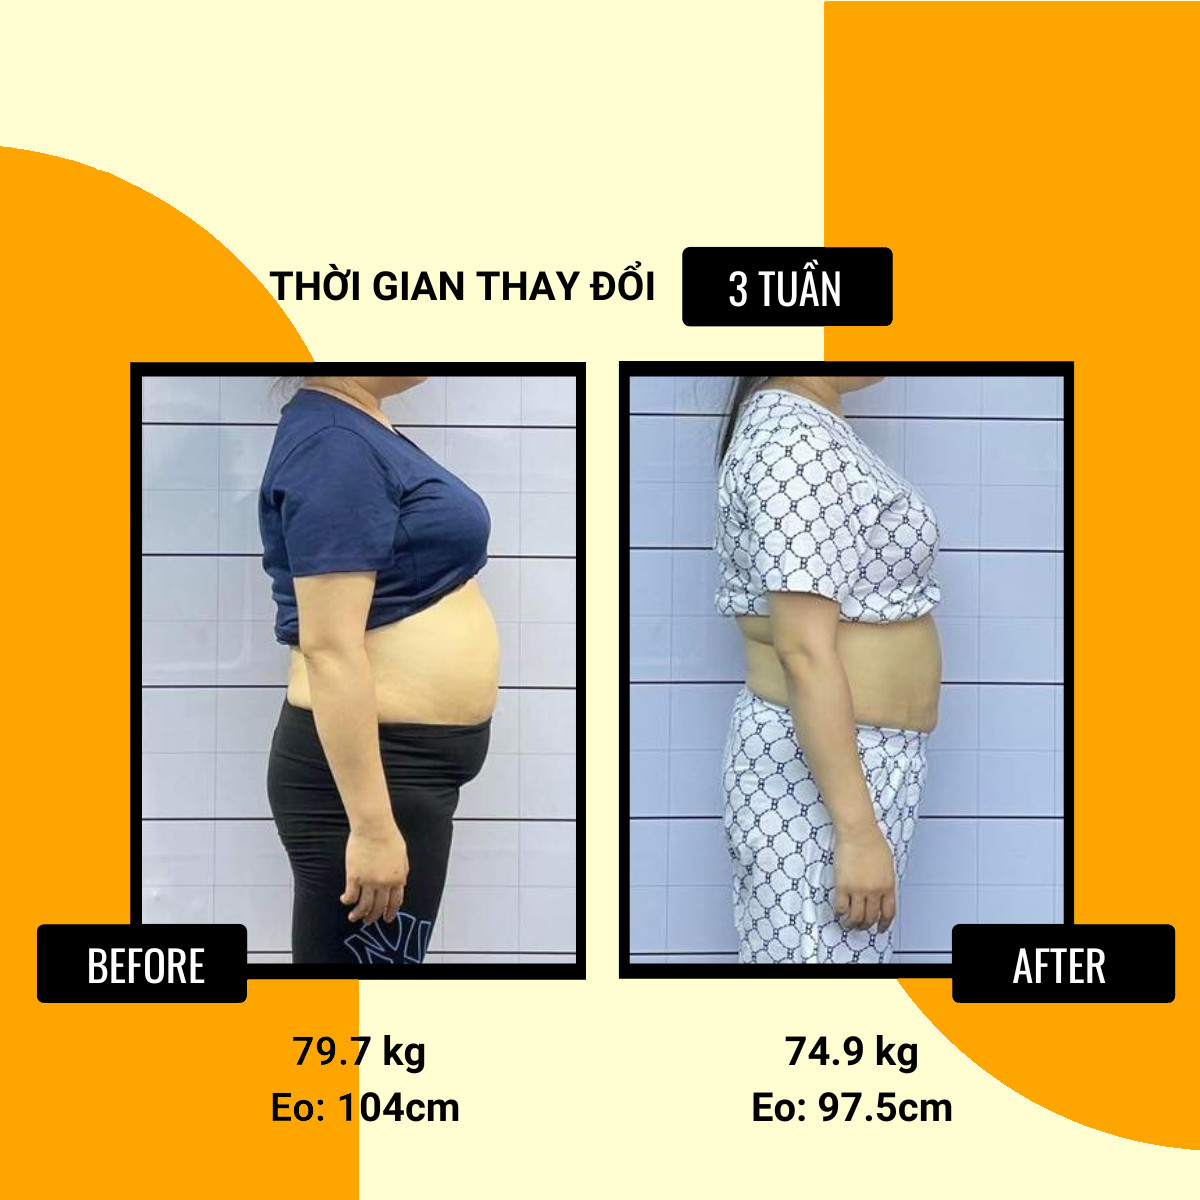 THỜI GIAN THAY ĐỔI 3 TUẦN
BEFORE
AFTER
79.7 kg
Eo: 104cm
74.9 kg
Eo: 97.5cm